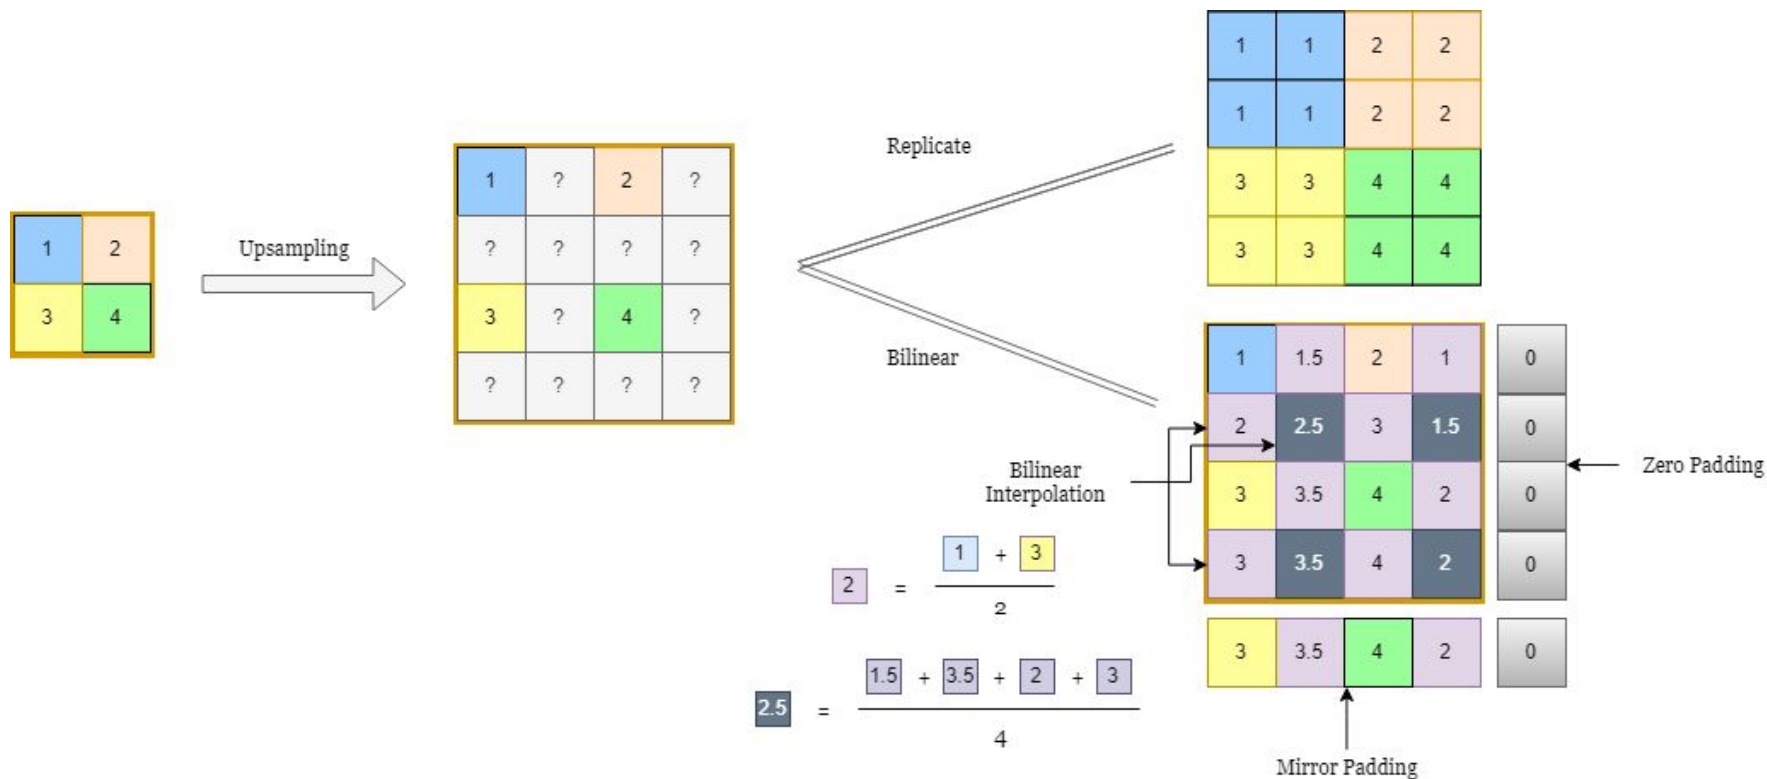 1 2
3 4
Upsampling
1 ? 2 ?
? ? ? ?
3 ? 4 ?
? ? ? ?
Replicate
Bilinear
1 1 2 2
1 1 2 2
3 3 4 4
3 3 4 4
1 1.5 2 1 0
2 2.5 3 1.5 0
3 3.5 4 2 0
3 3.5 4 2 0
3 3.5 4 2 0
Zero Padding
Mirror Padding
Bilinear
Interpolation
1 + 3
2 =
2
1.5 + 3.5 + 2 + 3
2.5 =
4